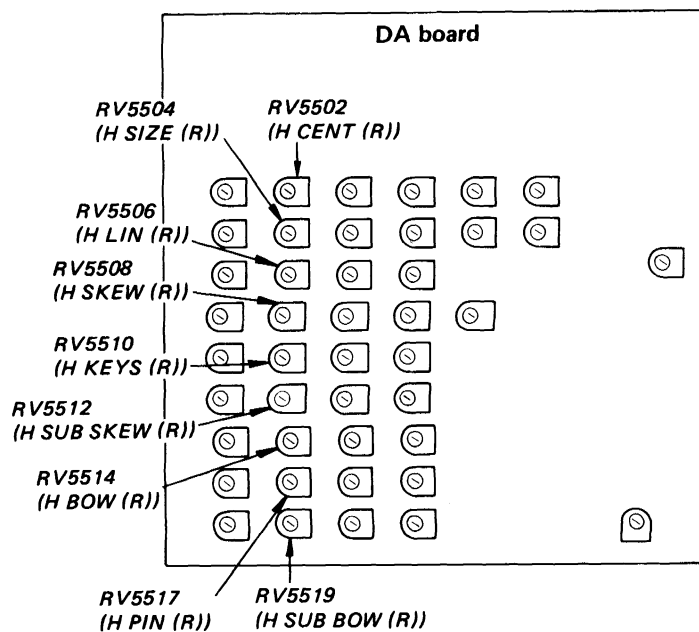 DA board
RV5504
(H SIZE (R))
RV5502
(H CENT (R))
RV5506
(H LIN (R))
RV5508
(H SKEW (R))
RV5510
(H KEYS (R))
RV5512
(H SUB SKEW (R))
RV5514
(H BOW (R))
RV5517
(H PIN (R))
RV5519
(H SUB BOW (R))